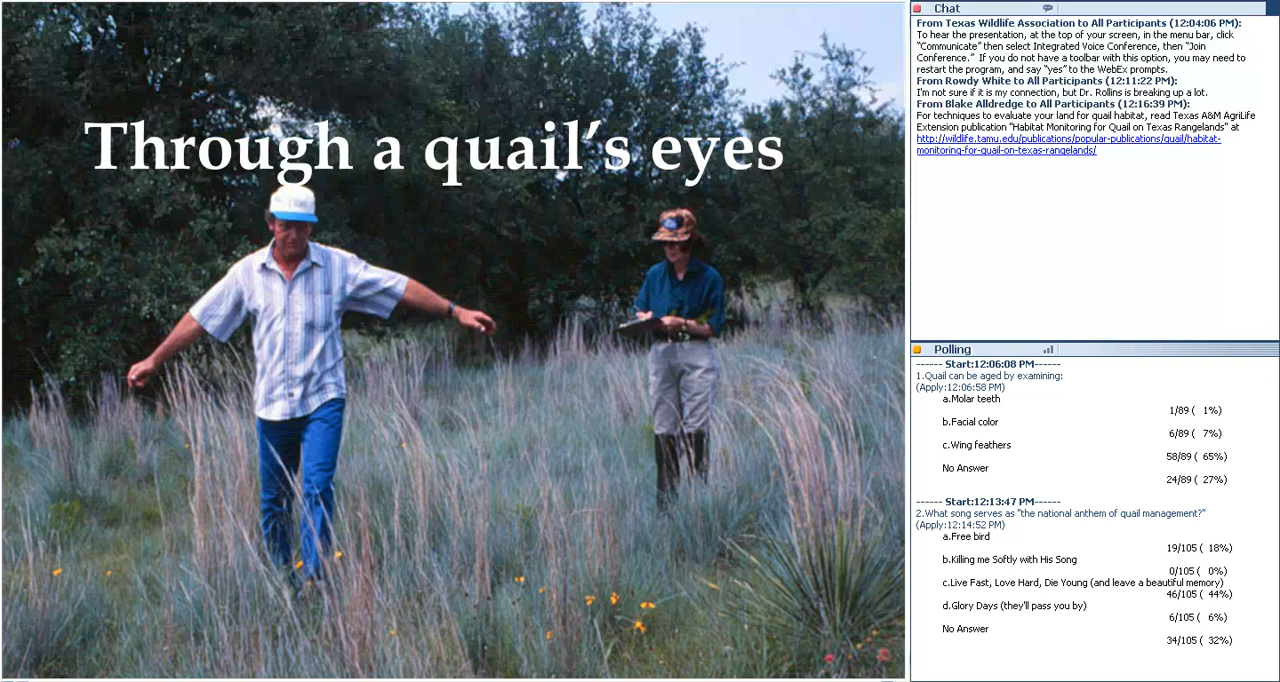 Through a quail's eyes
Chat
From Texas Wildlife Association to All Participants (12:04:06 PM):
To hear the presentation, at the top of your screen, in the menu bar, click
“Communicate” then select Integrated Voice Conference, then “Join
Conference.”  If you do not have a toolbar with this option, you may need to
restart the program, and say “yes” to the WebEx prompts.
From Rowdy White to All Participants (12:11:22 PM):
I'm not sure if it is my connection, but Dr. Rollins is breaking up a lot.
From Blake Alldredge to All Participants (12:16:39 PM):
For techniques to evaluate your land for quail habitat, read Texas A&M AgriLife
Extension publication "Habitat Monitoring for Quail on Texas Rangelands" at
http://wildlife.tamu.edu/publications/popular-publications/quail/habitat-
monitoring-for-quail-on-texas-rangelands/
Polling
------ Start:12:06:08 PM------
1.Quail can be aged by examining:
(Apply:12:06:58 PM)
a.Molar teeth
1/89 ( 1%)
b.Facial color
6/89 ( 7%)
c.Wing feathers
58/89 ( 65%)
No Answer
24/89 ( 27%)
------ Start:12:13:47 PM------
2.What song serves as "the national anthem of quail management?"
(Apply:12:14:52 PM)
a.Free bird
19/105 ( 18%)
b.Killing me Softly with His Song
0/105 ( 0%)
c.Live Fast, Love Hard, Die Young (and leave a beautiful memory)
46/105 ( 44%)
d.Glory Days (they'll pass you by)
6/105 ( 6%)
No Answer
34/105 ( 32%)